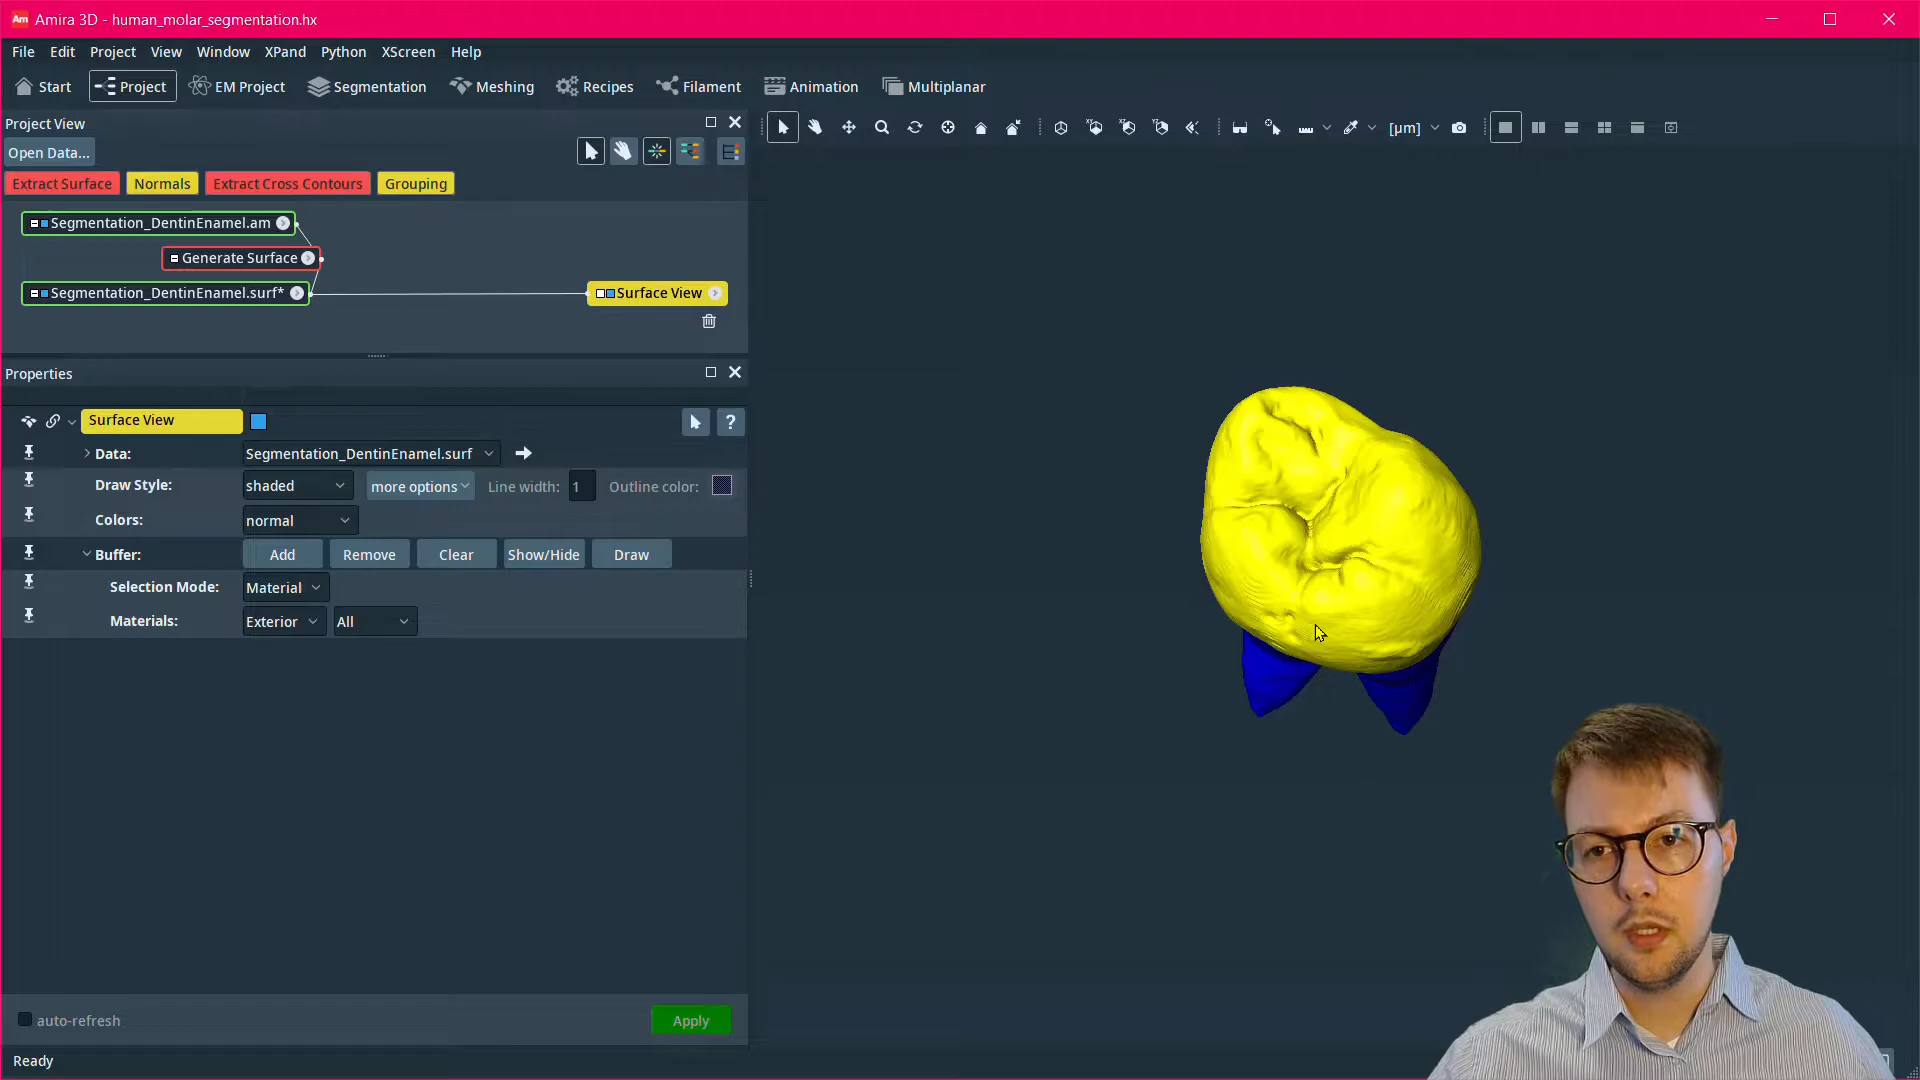 Am Amira 3D - human_molar_segmentation.hx
File Edit Project View Window XPand Python XScreen Help
Start Project EM Project Segmentation Meshing Recipes Filament Animation Multiplanar
Project View
[µm]
Open Data...
Extract Surface Normals Extract Cross Contours Grouping
Segmentation_DentinEnamel.am
Generate Surface
Segmentation_DentinEnamel.surf* Surface View
Properties
Surface View ?
Data: Segmentation_DentinEnamel.surf
Draw Style: shaded more options Line width: 1 Outline color:
Colors: normal
Buffer: Add Remove Clear Show/Hide Draw
Selection Mode: Material
Materials: Exterior All
auto-refresh Apply
Ready